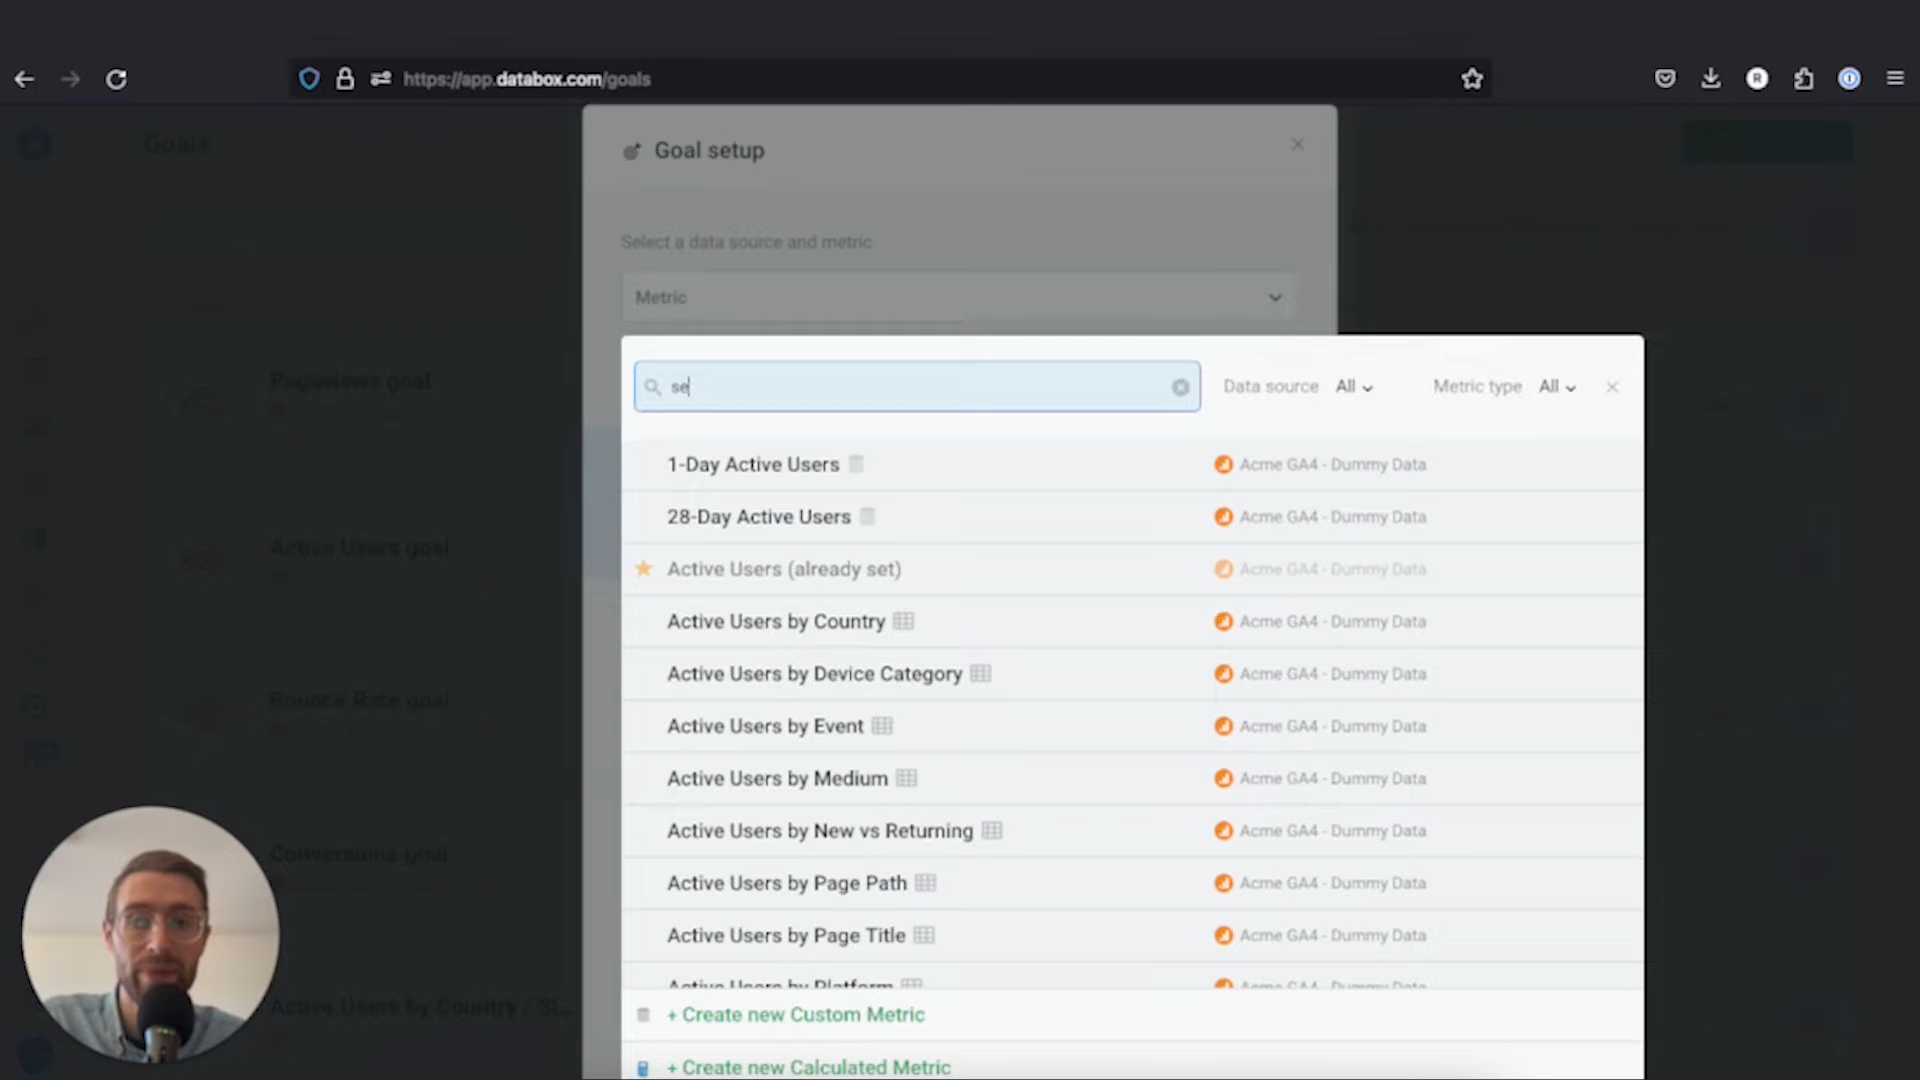 https://app.databox.com/goals
Goals
Goal setup
Select a data source and metric
Metric
se
Data source All
Metric type All
1-Day Active Users
Acme GA4 - Dummy Data
28-Day Active Users
Acme GA4 - Dummy Data
Active Users (already set)
Acme GA4 - Dummy Data
Active Users by Country
Acme GA4 - Dummy Data
Active Users by Device Category
Acme GA4 - Dummy Data
Active Users by Event
Acme GA4 - Dummy Data
Active Users by Medium
Acme GA4 - Dummy Data
Active Users by New vs Returning
Acme GA4 - Dummy Data
Active Users by Page Path
Acme GA4 - Dummy Data
Active Users by Page Title
Acme GA4 - Dummy Data
Active Users by Platform
Acme GA4 - Dummy Data
+ Create new Custom Metric
+ Create new Calculated Metric
Pageviews goal
Active Users goal
Bounce Rate goal
Conversions goal
Active Users by Country /
R